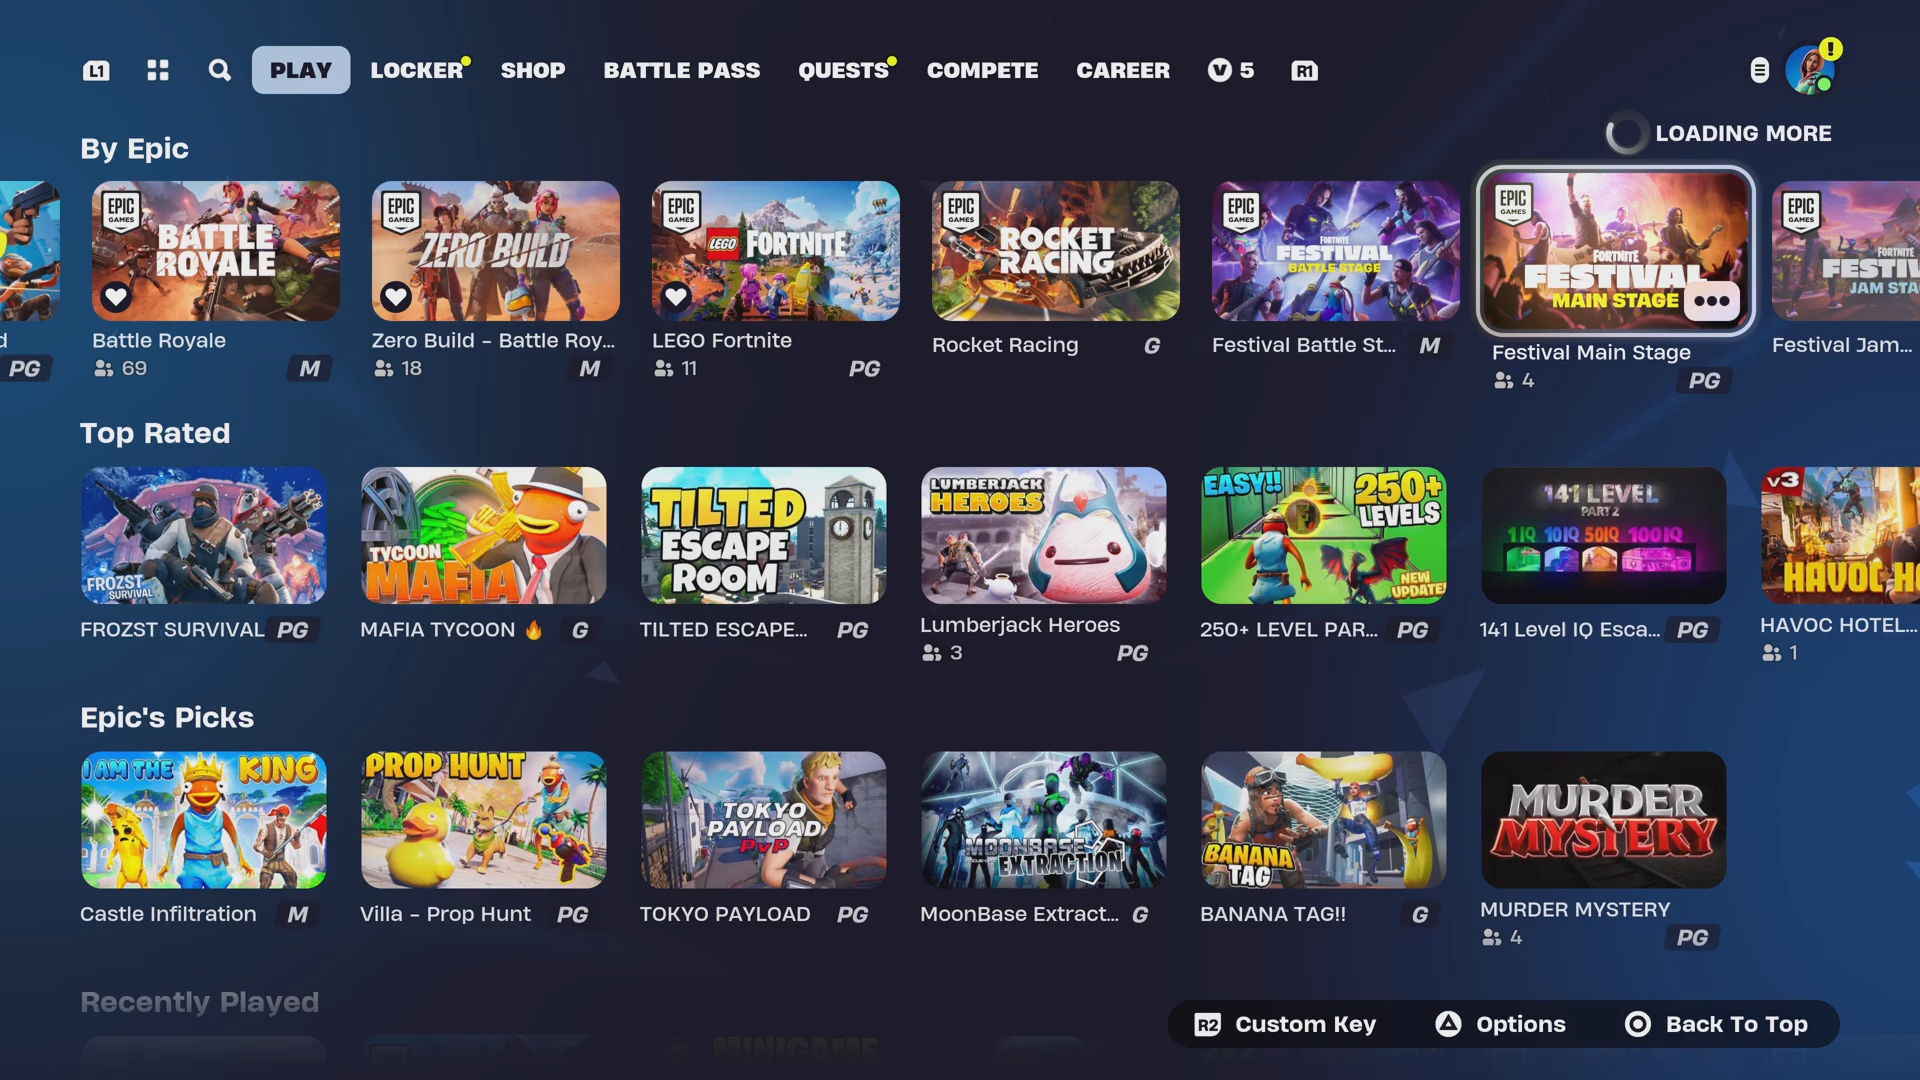 L1 PLAY LOCKER SHOP BATTLE PASS QUESTS COMPETE CAREER V 5 R1
!
LOADING MORE
By Epic
EPIC GAMES
BATTLE ROYALE
Battle Royale
69 M
EPIC GAMES
ZERO BUILD
Zero Build - Battle Roy...
18 M
EPIC GAMES
LEGO FORTNITE
LEGO Fortnite
11 PG
EPIC GAMES
ROCKET RACING
Rocket Racing G
EPIC GAMES
FORTNITE
FESTIVAL
BATTLE STAGE
Festival Battle St... M
EPIC GAMES
FORTNITE
FESTIVAL
MAIN STAGE
Festival Main Stage
4 PG
EPIC GAMES
FORTNITE
Festival Jam...
d
PG
Top Rated
FROZST
SURVIVAL
FROZST SURVIVAL PG
TYCOON
MAFIA
MAFIA TYCOON 🔥 G
TILTED
ESCAPE
ROOM
TILTED ESCAPE... PG
LUMBERJACK
HEROES
Lumberjack Heroes
3 PG
EASY!!
250+
LEVELS
NEW
UPDATE!
250+ LEVEL PAR... PG
141 LEVEL
PART 2
1 IQ 10IQ 50IQ 100IQ
141 Level IQ Esca... PG
v3
HAVOC H
HAVOC HOTEL...
1
Epic's Picks
I AM THE KING
Castle Infiltration M
PROP HUNT
Villa - Prop Hunt PG
TOKYO
PAYLOAD
PvP
TOKYO PAYLOAD PG
MOONBASE
EXTRACTION
MoonBase Extract... G
BANANA
TAG
BANANA TAG!! G
MURDER
MYSTERY
MURDER MYSTERY
4 PG
Recently Played
MINIGAME
R2 Custom Key Options Back To Top